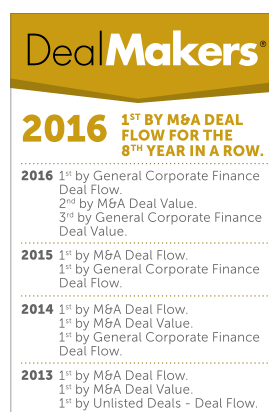 DealMakers®
2016 1ST BY M&A DEAL
FLOW FOR THE
8TH YEAR IN A ROW.
2016 1st by General Corporate Finance
Deal Flow.
2nd by M&A Deal Value.
3rd by General Corporate Finance
Deal Value.
2015 1st by M&A Deal Flow.
1st by General Corporate Finance
Deal Flow.
2014 1st by M&A Deal Flow.
1st by M&A Deal Value.
1st by General Corporate Finance
Deal Flow.
2013 1st by M&A Deal Flow.
1st by M&A Deal Value.
1st by Unlisted Deals - Deal Flow.